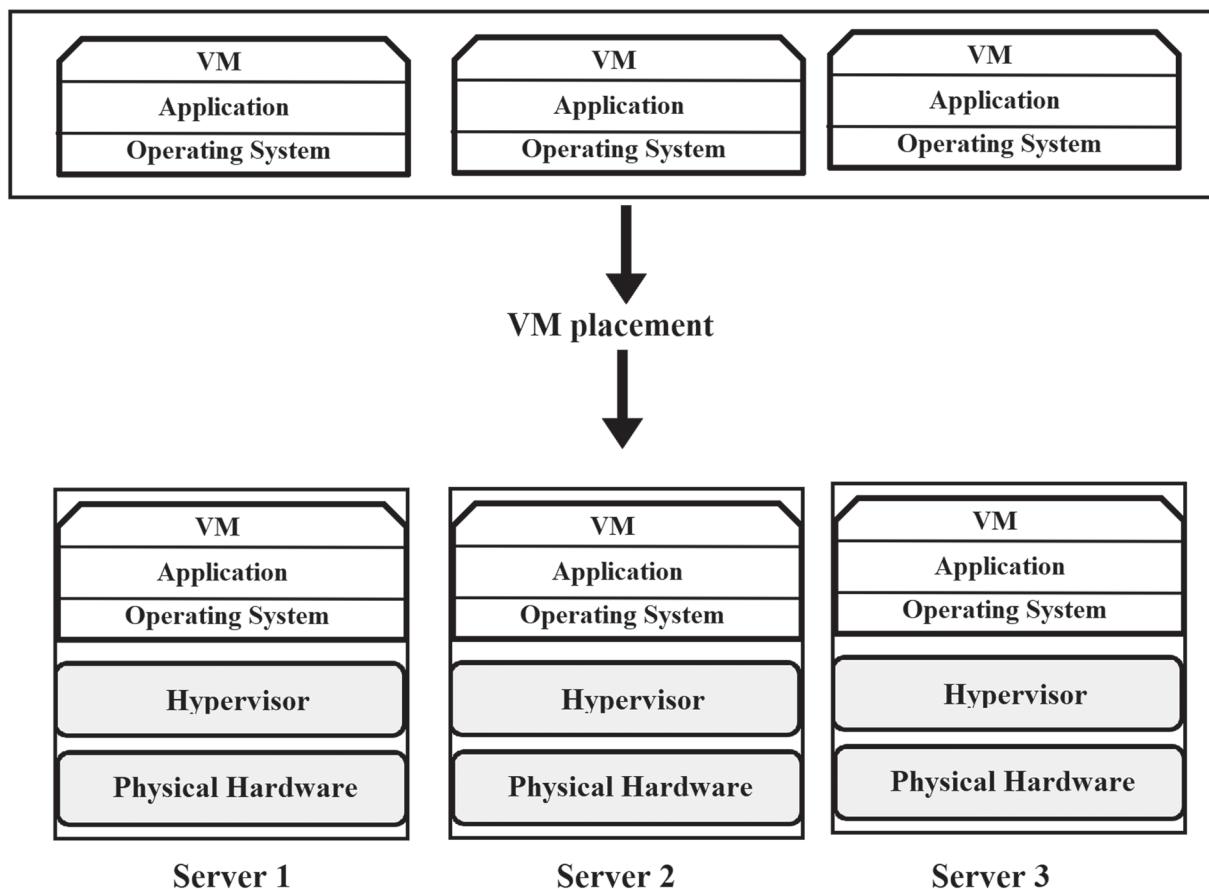 VM VM VM
Application Application Application
Operating System Operating System Operating System
VM placement
VM VM VM
Application Application Application
Operating System Operating System Operating System
Hypervisor Hypervisor Hypervisor
Physical Hardware Physical Hardware Physical Hardware
Server 1 Server 2 Server 3